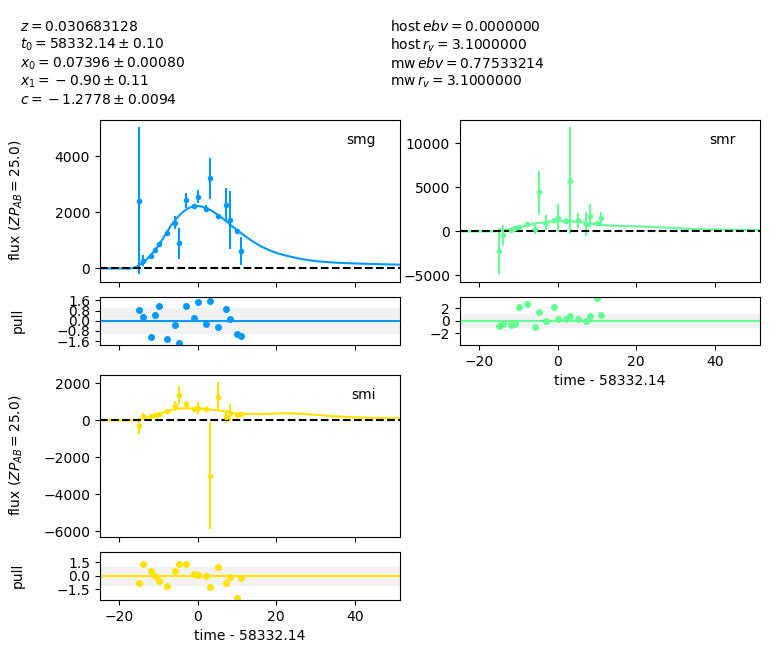 z = 0.030683128
t0 = 58332.14 ± 0.10
x0 = 0.07396 ± 0.00080
x1 = −0.90 ± 0.11
c = −1.2778 ± 0.0094
host ebv = 0.0000000
host rv = 3.1000000
mw ebv = 0.77533214
mw rv = 3.1000000
flux (ZPAB = 25.0)
4000
2000
0
smg
10000
5000
0
−5000
smr
pull
1.6
0.8
0.0
−0.8
−1.6
2
0
−2
−20 0 20 40
time - 58332.14
flux (ZPAB = 25.0)
2000
0
−2000
−4000
−6000
smi
pull
1.5
0.0
−1.5
−20 0 20 40
time - 58332.14